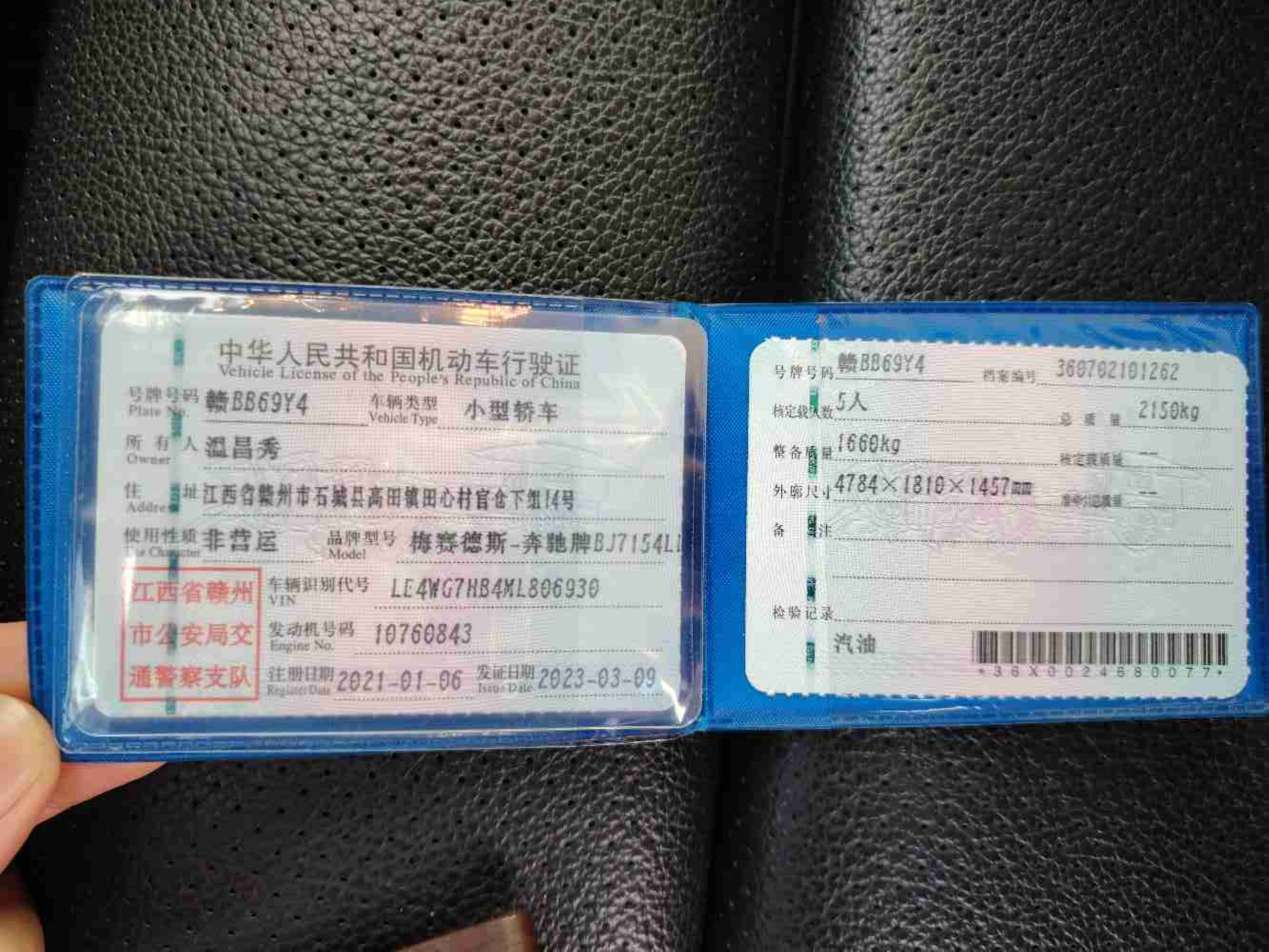 中华人民共和国机动车行驶证
Vehicle License of the People's Republic of China
号牌号码 赣BB69Y4 车辆类型 小型轿车
Plate No. Vehicle Type
所有人 温昌秀
Owner
住址 江西省赣州市石城县高田镇田心村官仓下组14号
Address
使用性质 非营运 品牌型号 梅赛德斯-奔驰牌BJ7154L
Use Character Model
江西省赣州
市公安局交
通警察支队
车辆识别代号 LE4WG7HB4ML806930
VIN
发动机号码 10760843
Engine No.
注册日期 2021-01-06 发证日期 2023-03-09
Register Date Issue Date
号牌号码 赣BB69Y4 档案编号 360702101262
核定载人数 5人 总质量 2150kg
整备质量 1660kg 核定载质量 --
外廓尺寸 4784×1810×1457mm 准牵引总质量 --
备注
检验记录
汽油
*36X0024680077*